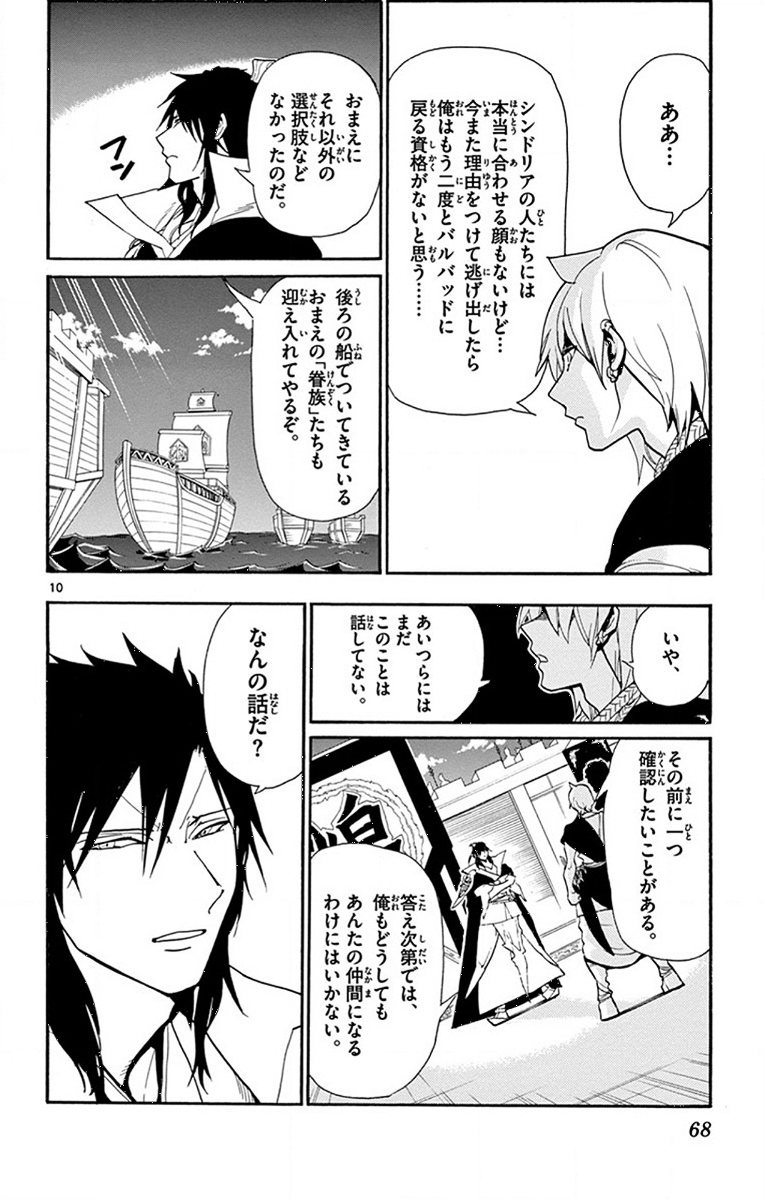 ああ…
シンドリアの人たちには
本当に合わせる顔もないけど…
今また理由をつけて逃げ出したら
俺はもう二度とバルバッドに
戻る資格がないと思う……
おまえに
それ以外の
選択肢など
なかったのだ。
フン
後ろの船でついてきている
おまえの「眷族」たちも
迎え入れてやるぞ。
10
いや、
あいつらには
まだ
このことは
話してない。
その前に一つ
確認したいことがある。
答え次第では、
俺もどうしても
あんたの仲間になる
わけにはいかない。
煌
なんの話だ?
68